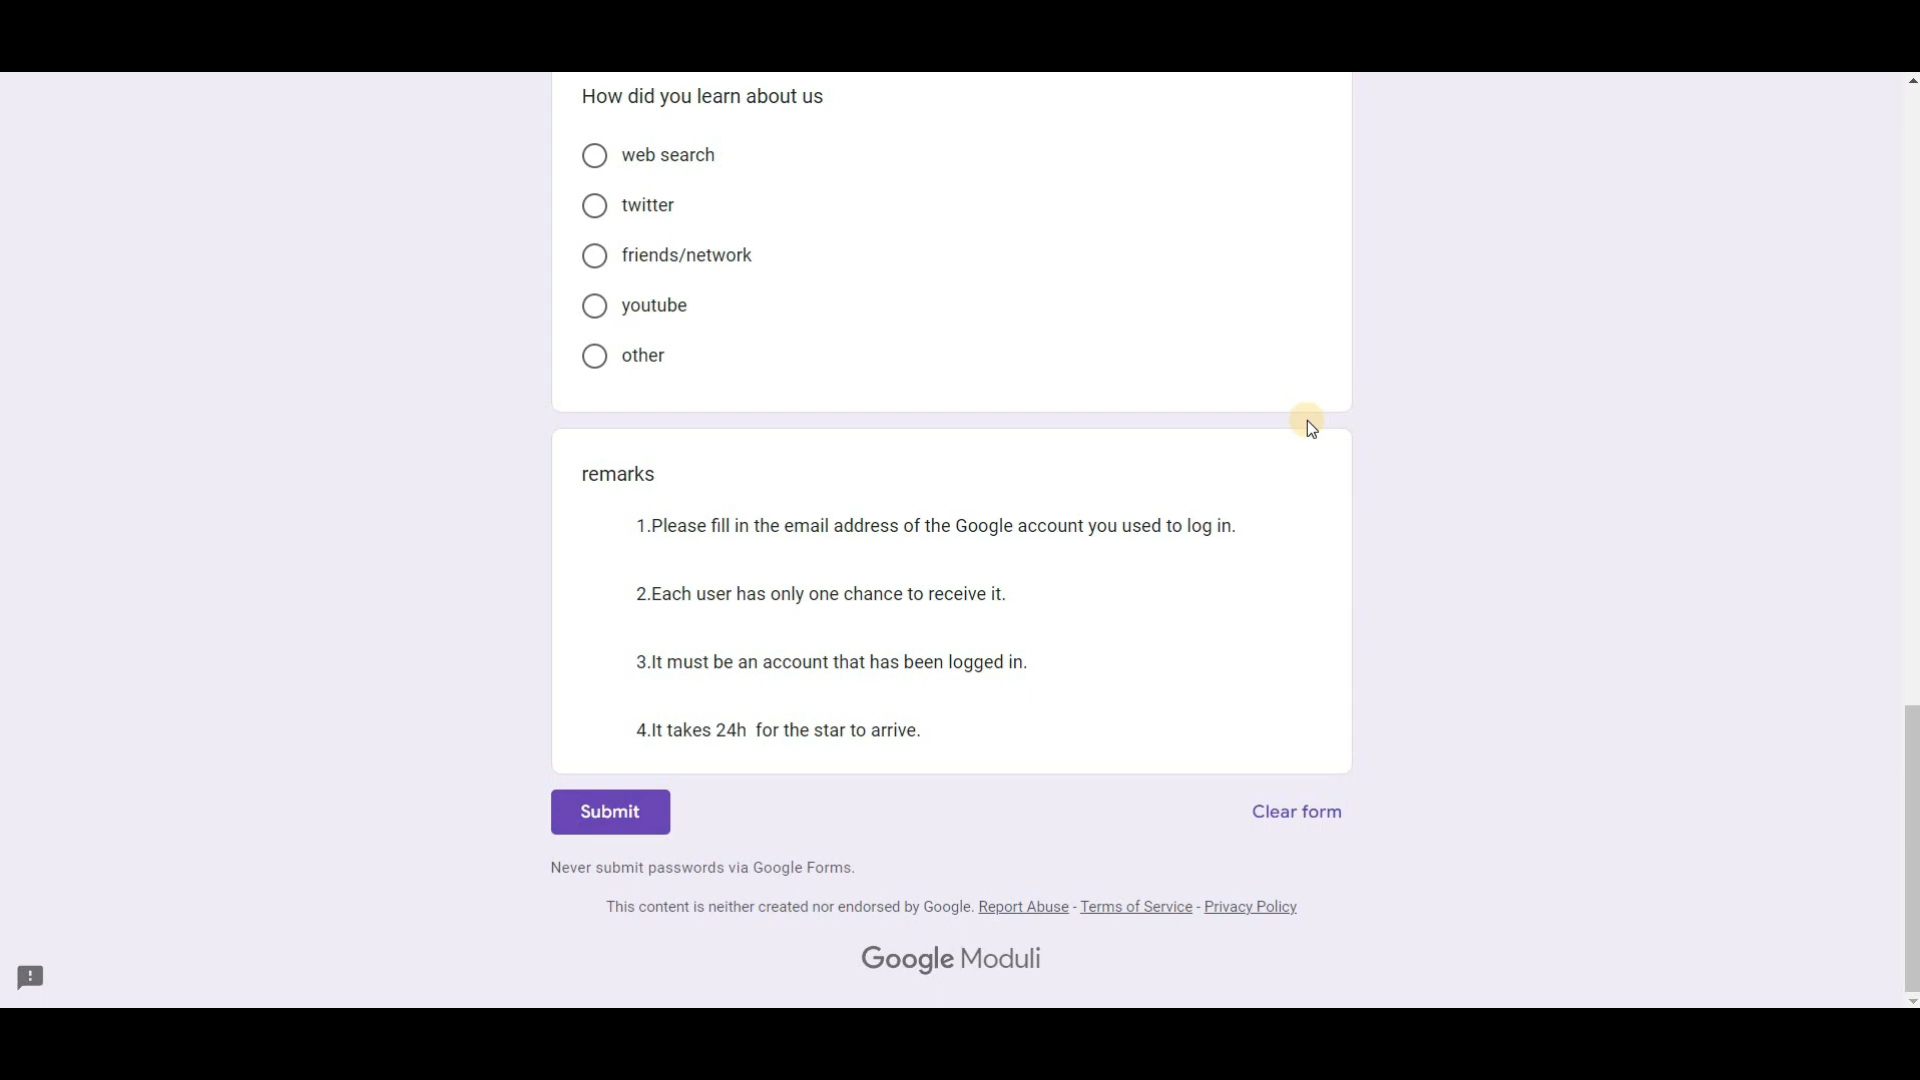 How did you learn about us
web search
twitter
friends/network
youtube
other
remarks
1.Please fill in the email address of the Google account you used to log in.
2.Each user has only one chance to receive it.
3.It must be an account that has been logged in.
4.It takes 24h  for the star to arrive.
Submit
Clear form
Never submit passwords via Google Forms.
This content is neither created nor endorsed by Google. Report Abuse - Terms of Service - Privacy Policy
Google Moduli